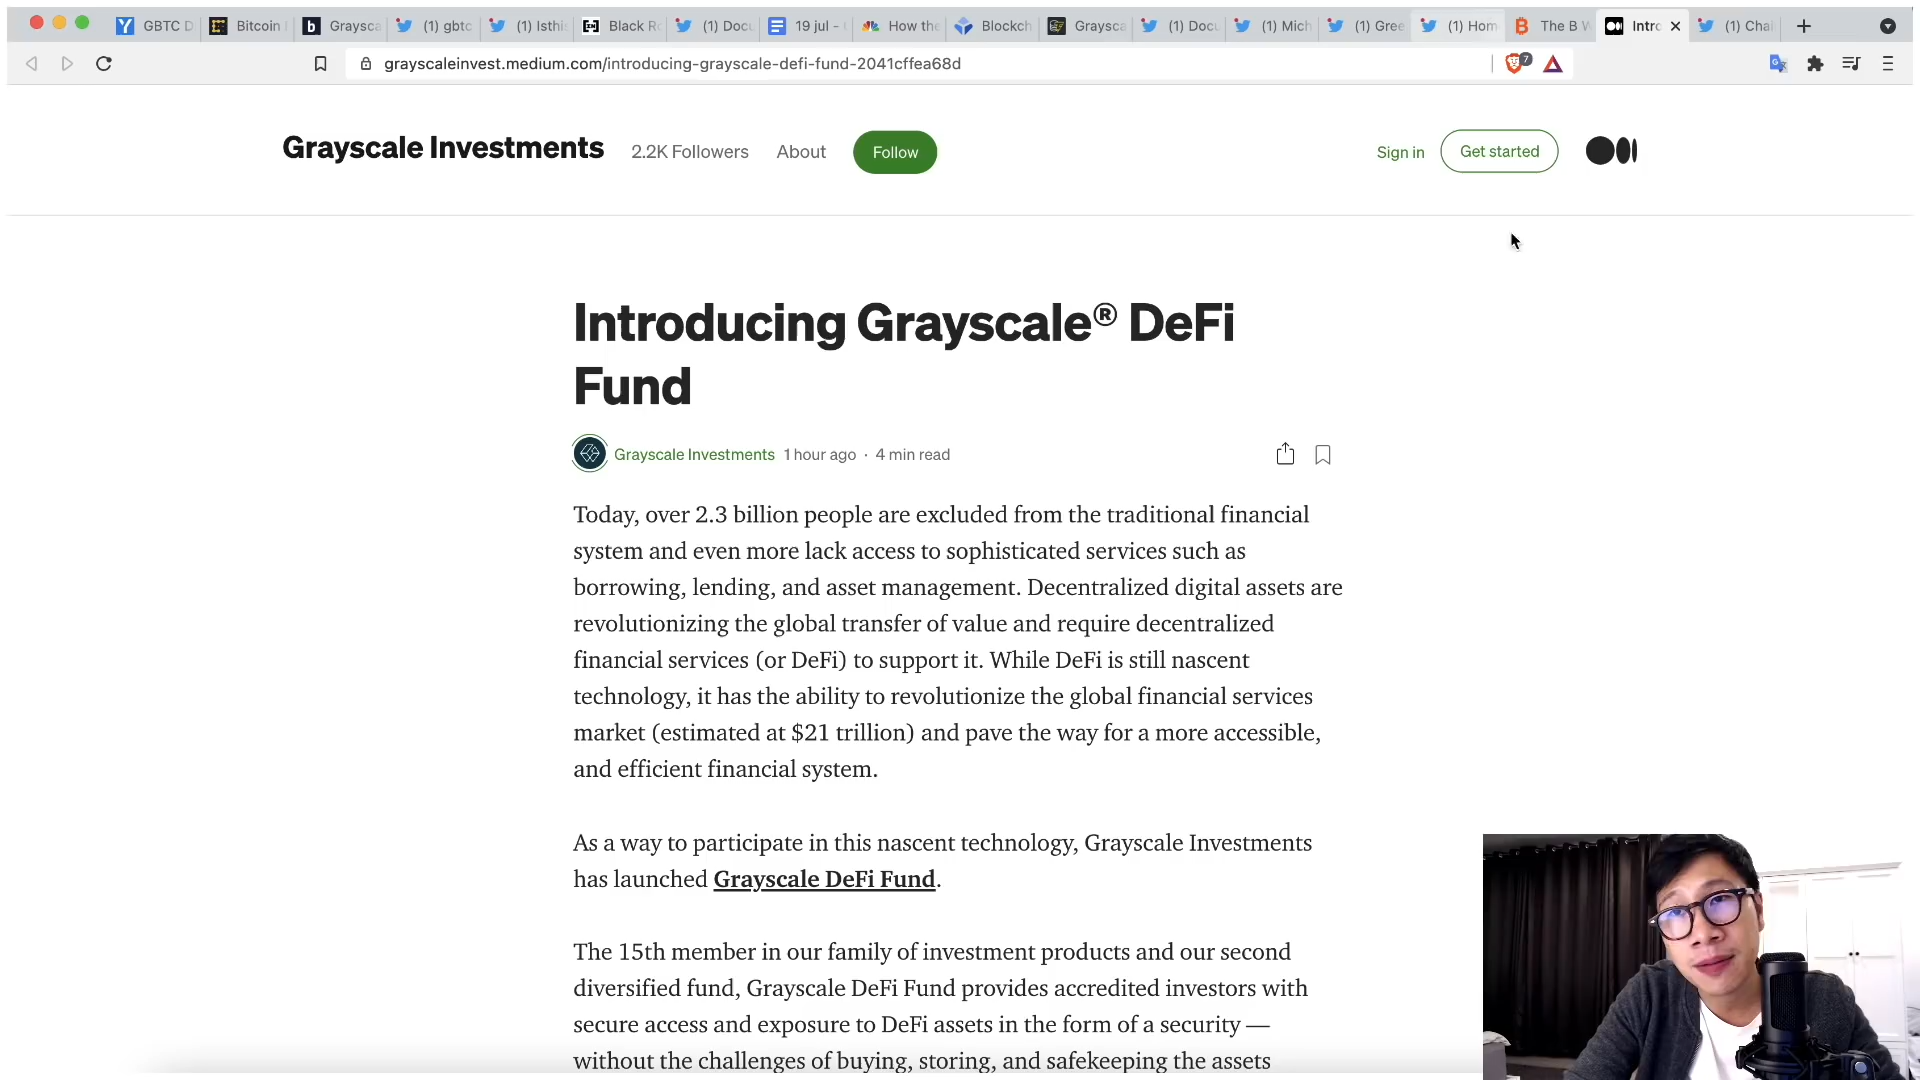 GBTC D
Bitcoin
Graysca
(1) gbtc
(1) Isthi
Black Ro
(1) Docu
19 jul -
How the
Blockch
Graysca
(1) Docu
(1) Mich
(1) Gree
(1) Hom
The B W
Intro
(1) Chai
grayscaleinvest.medium.com/introducing-grayscale-defi-fund-2041cffea68d
7
Grayscale Investments
2.2K Followers
About
Follow
Sign in
Get started
Introducing Grayscale® DeFi
Fund
Grayscale Investments 1 hour ago · 4 min read
Today, over 2.3 billion people are excluded from the traditional financial
system and even more lack access to sophisticated services such as
borrowing, lending, and asset management. Decentralized digital assets are
revolutionizing the global transfer of value and require decentralized
financial services (or DeFi) to support it. While DeFi is still nascent
technology, it has the ability to revolutionize the global financial services
market (estimated at $21 trillion) and pave the way for a more accessible,
and efficient financial system.
As a way to participate in this nascent technology, Grayscale Investments
has launched Grayscale DeFi Fund.
The 15th member in our family of investment products and our second
diversified fund, Grayscale DeFi Fund provides accredited investors with
secure access and exposure to DeFi assets in the form of a security —
without the challenges of buying, storing, and safekeeping the assets